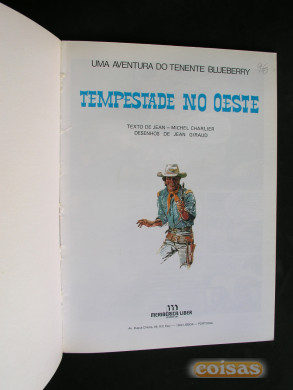 UMA AVENTURA DO TENENTE BLUEBERRY
TEMPESTADE NO OESTE
TEXTO DE JEAN-MICHEL CHARLIER
DESENHOS DE JEAN GIRAUD
MERIBÉRICA/LIBER
coisas